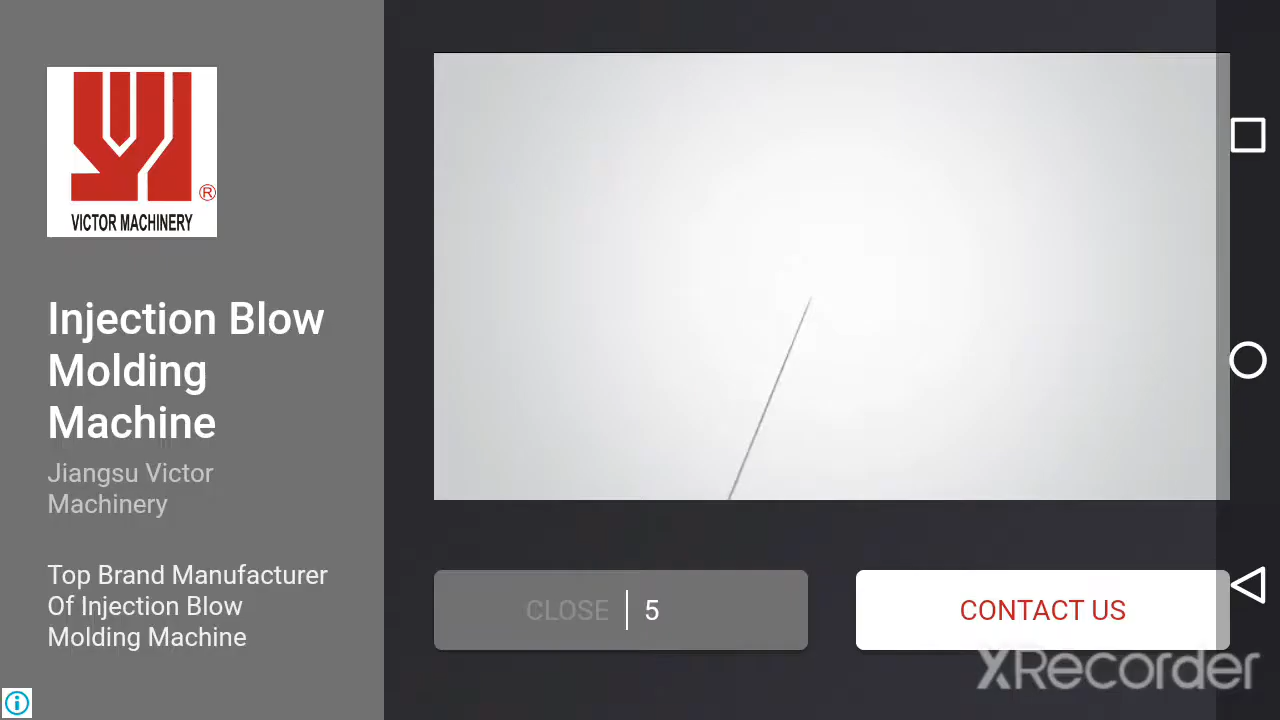 ®
VICTOR MACHINERY
Injection Blow
Molding
Machine
Jiangsu Victor
Machinery
Top Brand Manufacturer
Of Injection Blow
Molding Machine
CLOSE 5
CONTACT US
XRecorder